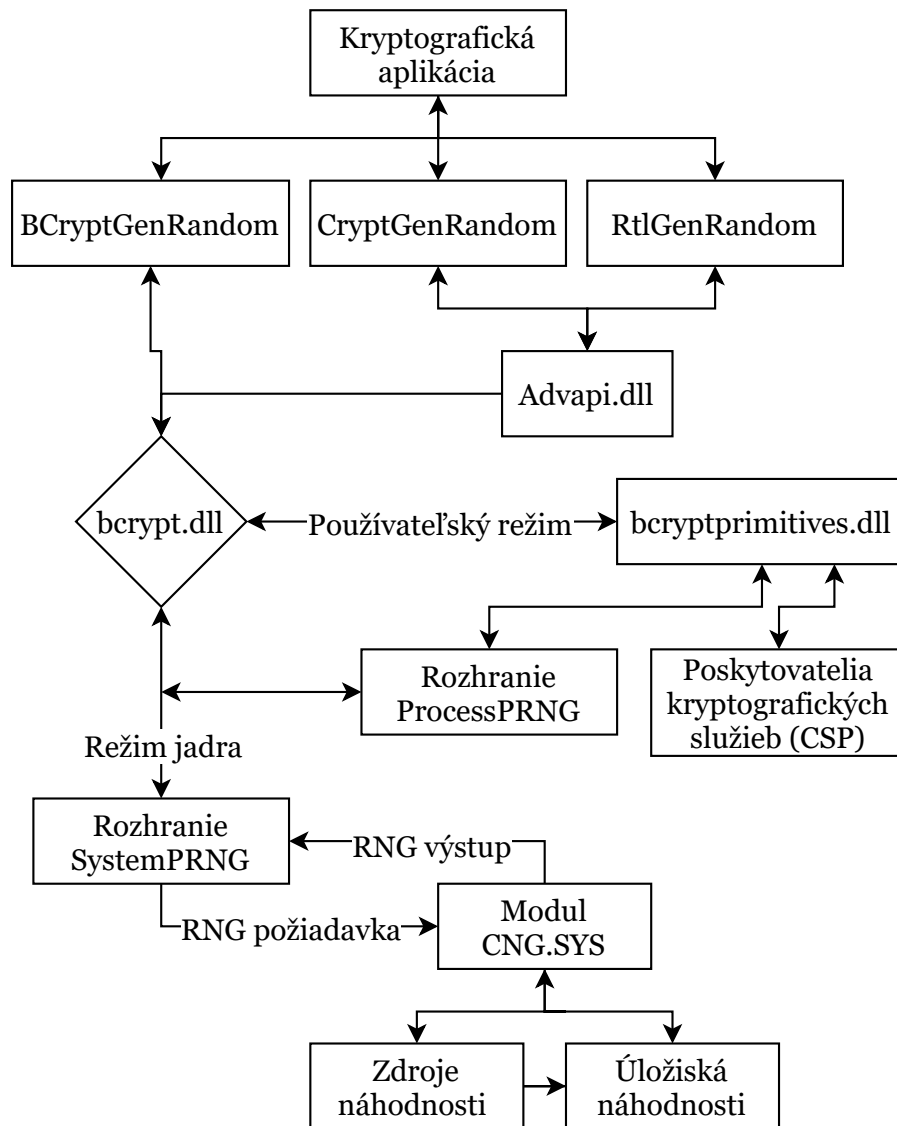 Kryptografická
aplikácia
BCryptGenRandom
CryptGenRandom
RtlGenRandom
Advapi.dll
bcrypt.dll
Používateľský režim
bcryptprimitives.dll
Rozhranie
ProcessPRNG
Poskytovatelia
kryptografických
služieb (CSP)
Režim jadra
Rozhranie
SystemPRNG
RNG výstup
RNG požiadavka
Modul
CNG.SYS
Zdroje
náhodnosti
Úložiská
náhodnosti